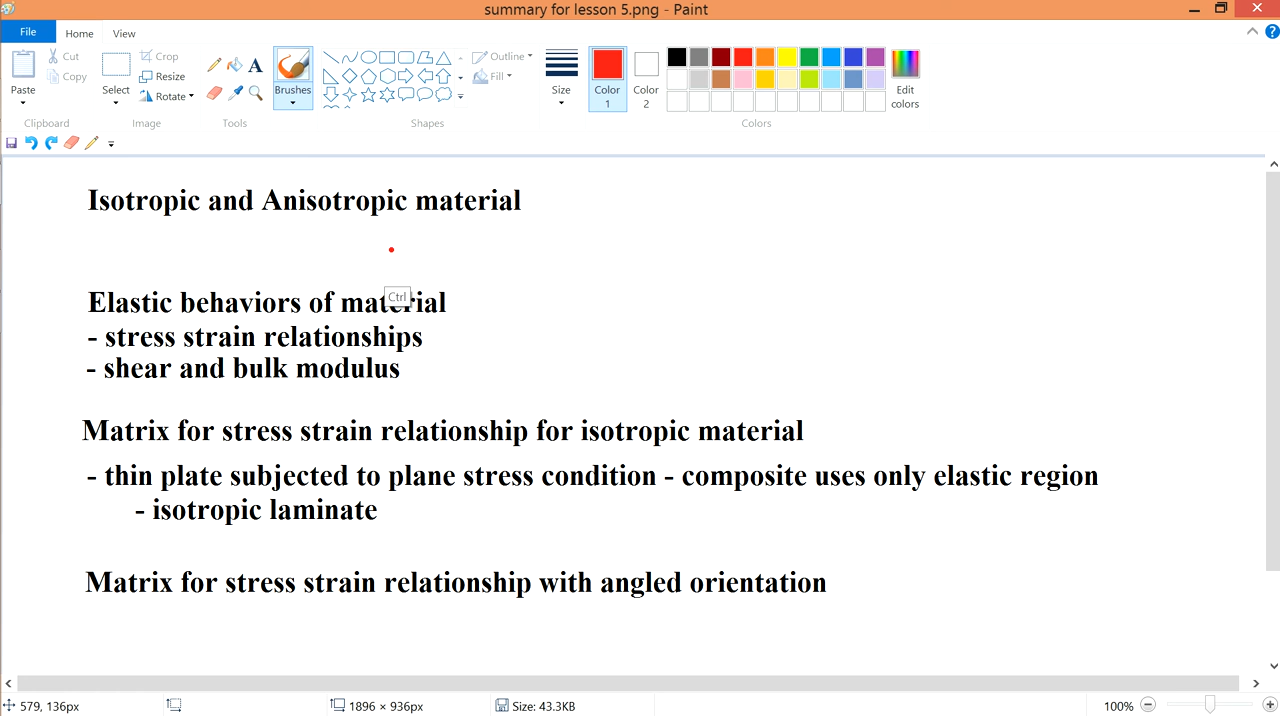 summary for lesson 5.png - Paint
File
Home
View
Paste
Cut
Copy
Clipboard
Select
Crop
Resize
Rotate
Image
A
Tools
Brushes
Outline
Fill
Shapes
Size
Color 1
Color 2
Edit colors
Colors
Isotropic and Anisotropic material
Elastic behaviors of material
Ctrl
- stress strain relationships
- shear and bulk modulus
Matrix for stress strain relationship for isotropic material
- thin plate subjected to plane stress condition - composite uses only elastic region
- isotropic laminate
Matrix for stress strain relationship with angled orientation
579, 136px
1896 × 936px
Size: 43.3KB
100%